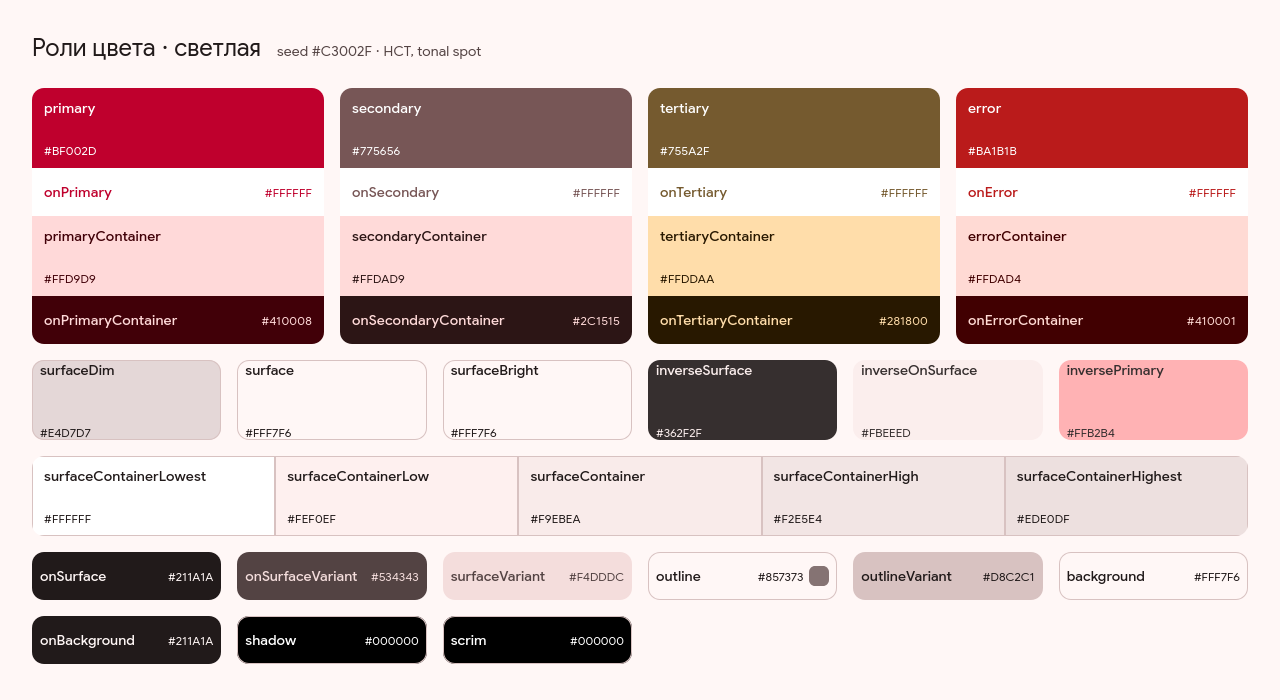 Роли цвета · светлая seed #C3002F · HCT, tonal spot
primary secondary tertiary error
#BF002D #775656 #755A2F #BA1B1B
onPrimary #FFFFFF onSecondary #FFFFFF onTertiary #FFFFFF onError #FFFFFF
primaryContainer secondaryContainer tertiaryContainer errorContainer
#FFD9D9 #FFDAD9 #FFDDAA #FFDAD4
onPrimaryContainer #410008 onSecondaryContainer #2C1515 onTertiaryContainer #281800 onErrorContainer #410001
surfaceDim surface surfaceBright inverseSurface inverseOnSurface inversePrimary
#E4D7D7 #FFF7F6 #FFF7F6 #362F2F #FBEEED #FFB2B4
surfaceContainerLowest surfaceContainerLow surfaceContainer surfaceContainerHigh surfaceContainerHighest
#FFFFFF #FEF0EF #F9EBEA #F2E5E4 #EDE0DF
onSurface #211A1A onSurfaceVariant #534343 surfaceVariant #F4DDDC outline #857373 outlineVariant #D8C2C1 background #FFF7F6
onBackground #211A1A shadow #000000 scrim #000000